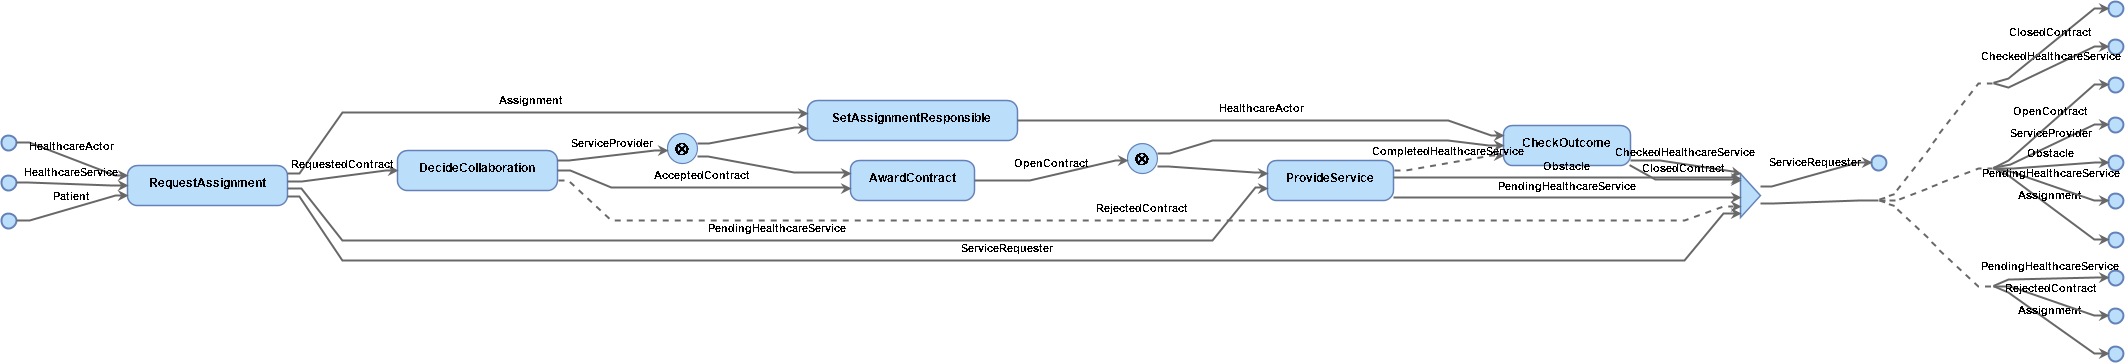 HealthcareActor
HealthcareService
Patient
RequestAssignment
Assignment
RequestedContract
DecideCollaboration
ServiceProvider
⊗
AcceptedContract
RejectedContract
PendingHealthcareService
ServiceRequester
SetAssignmentResponsible
AwardContract
OpenContract
⊗
HealthcareActor
CompletedHealthcareService
ProvideService
Obstacle
PendingHealthcareService
CheckOutcome
CheckedHealthcareService
ClosedContract
ServiceRequester
ClosedContract
CheckedHealthcareService
OpenContract
ServiceProvider
Obstacle
PendingHealthcareService
Assignment
PendingHealthcareService
RejectedContract
Assignment